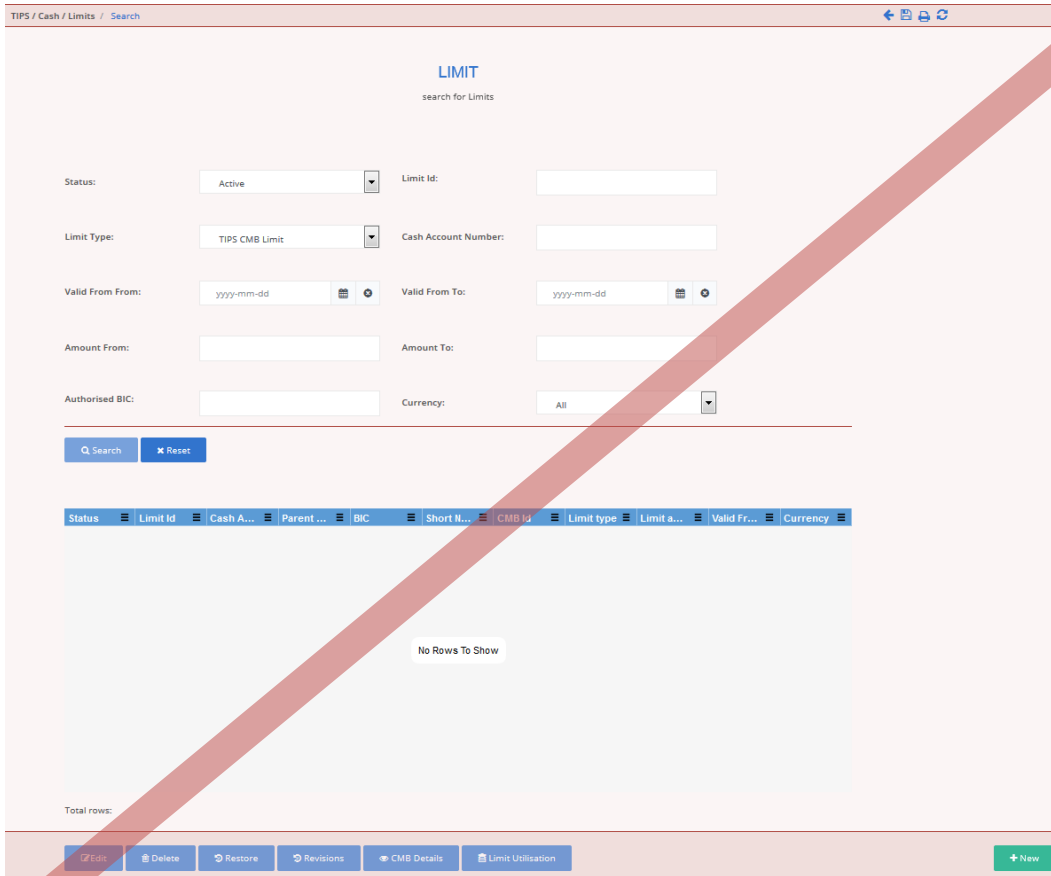 TIPS / Cash / Limits / Search
LIMIT
search for Limits
Status: Active Limit Id:
Limit Type: TIPS CMB Limit Cash Account Number:
Valid From From: yyyy-mm-dd Valid From To: yyyy-mm-dd
Amount From: Amount To:
Authorised BIC: Currency: All
Search Reset
Status Limit Id Cash A... Parent ... BIC Short N... CMB Id Limit type Limit a... Valid Fr... Currency
No Rows To Show
Total rows:
Edit Delete Restore Revisions CMB Details Limit Utilisation New